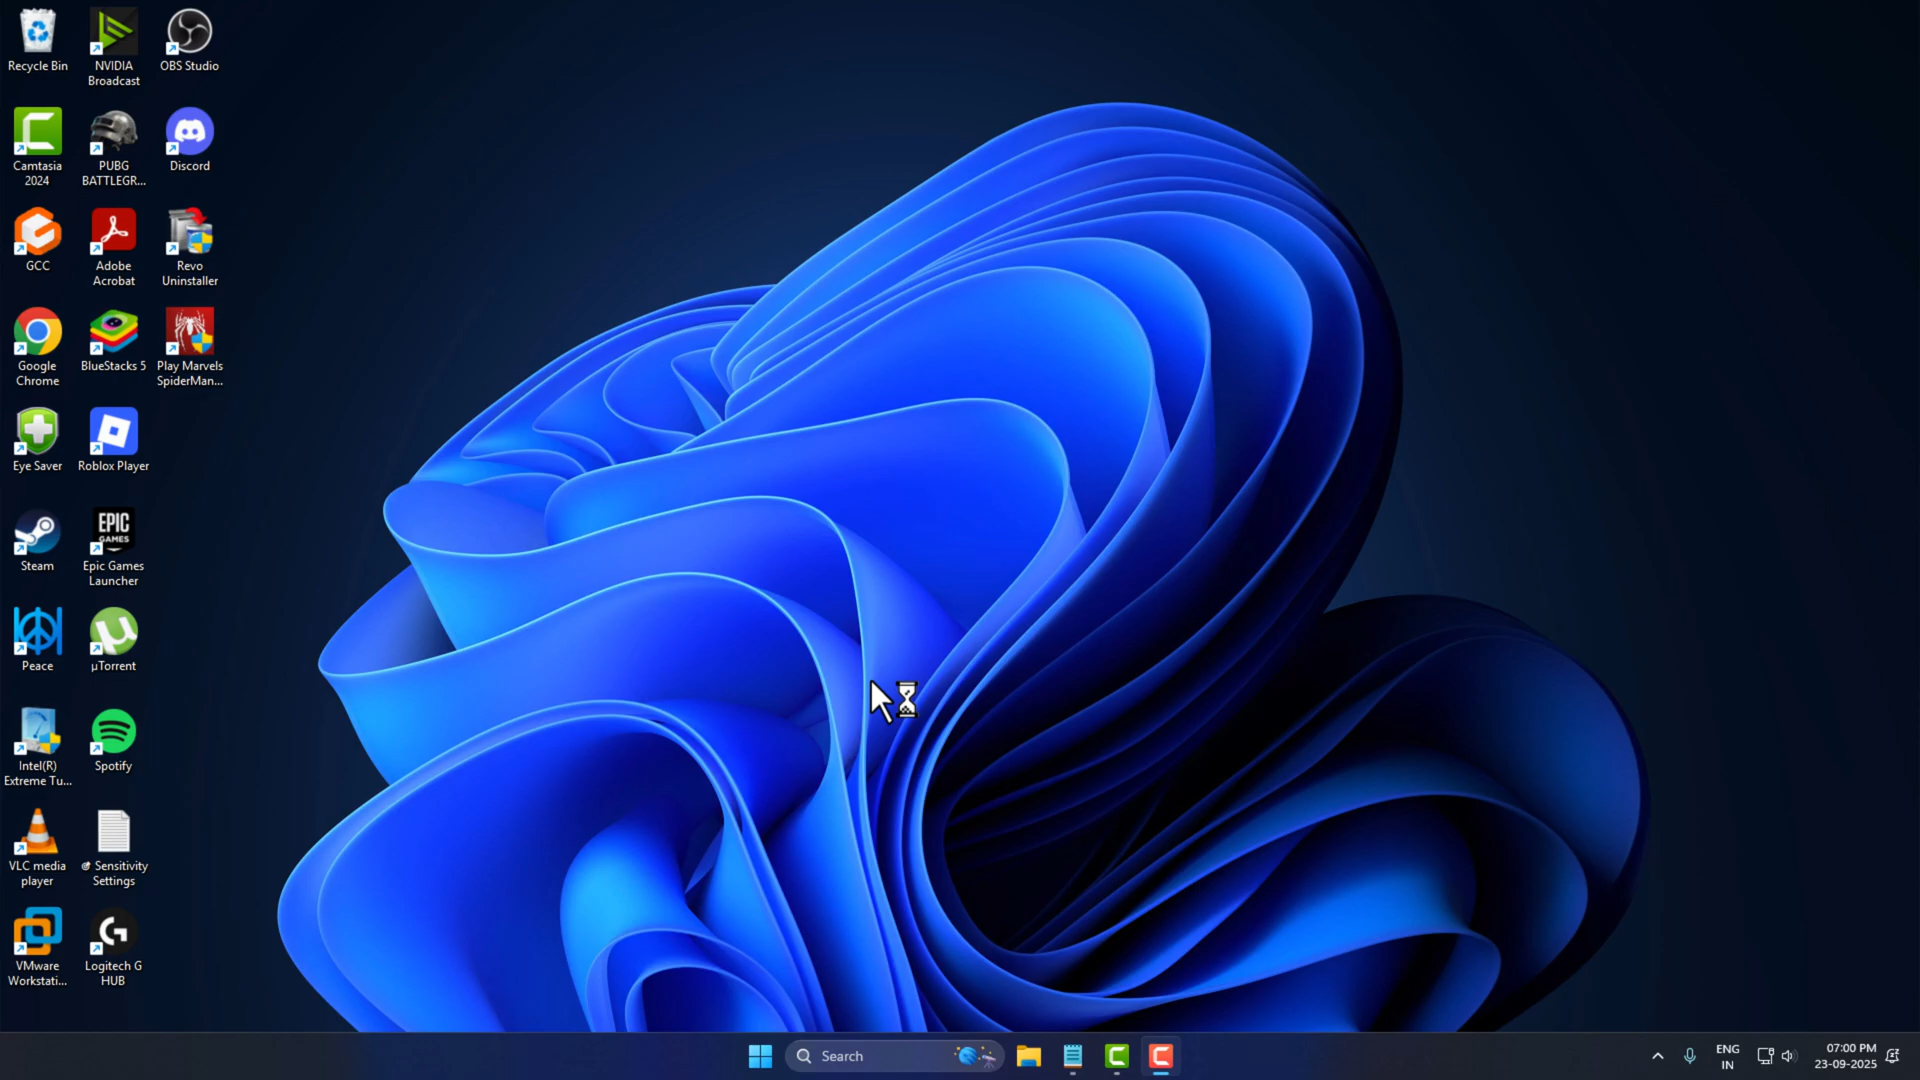 Recycle Bin
NVIDIA
Broadcast
OBS Studio
Camtasia
2024
PUBG
BATTLEGR...
Discord
GCC
Adobe
Acrobat
Revo
Uninstaller
Google
Chrome
BlueStacks 5
Play Marvels
SpiderMan...
Eye Saver
Roblox Player
Steam
EPIC
GAMES
Epic Games
Launcher
Peace
µTorrent
Intel(R)
Extreme Tu...
Spotify
VLC media
player
Sensitivity
Settings
VMware
Workstati...
Logitech G
HUB
Search
ENG
IN
07:00 PM
23-09-2025